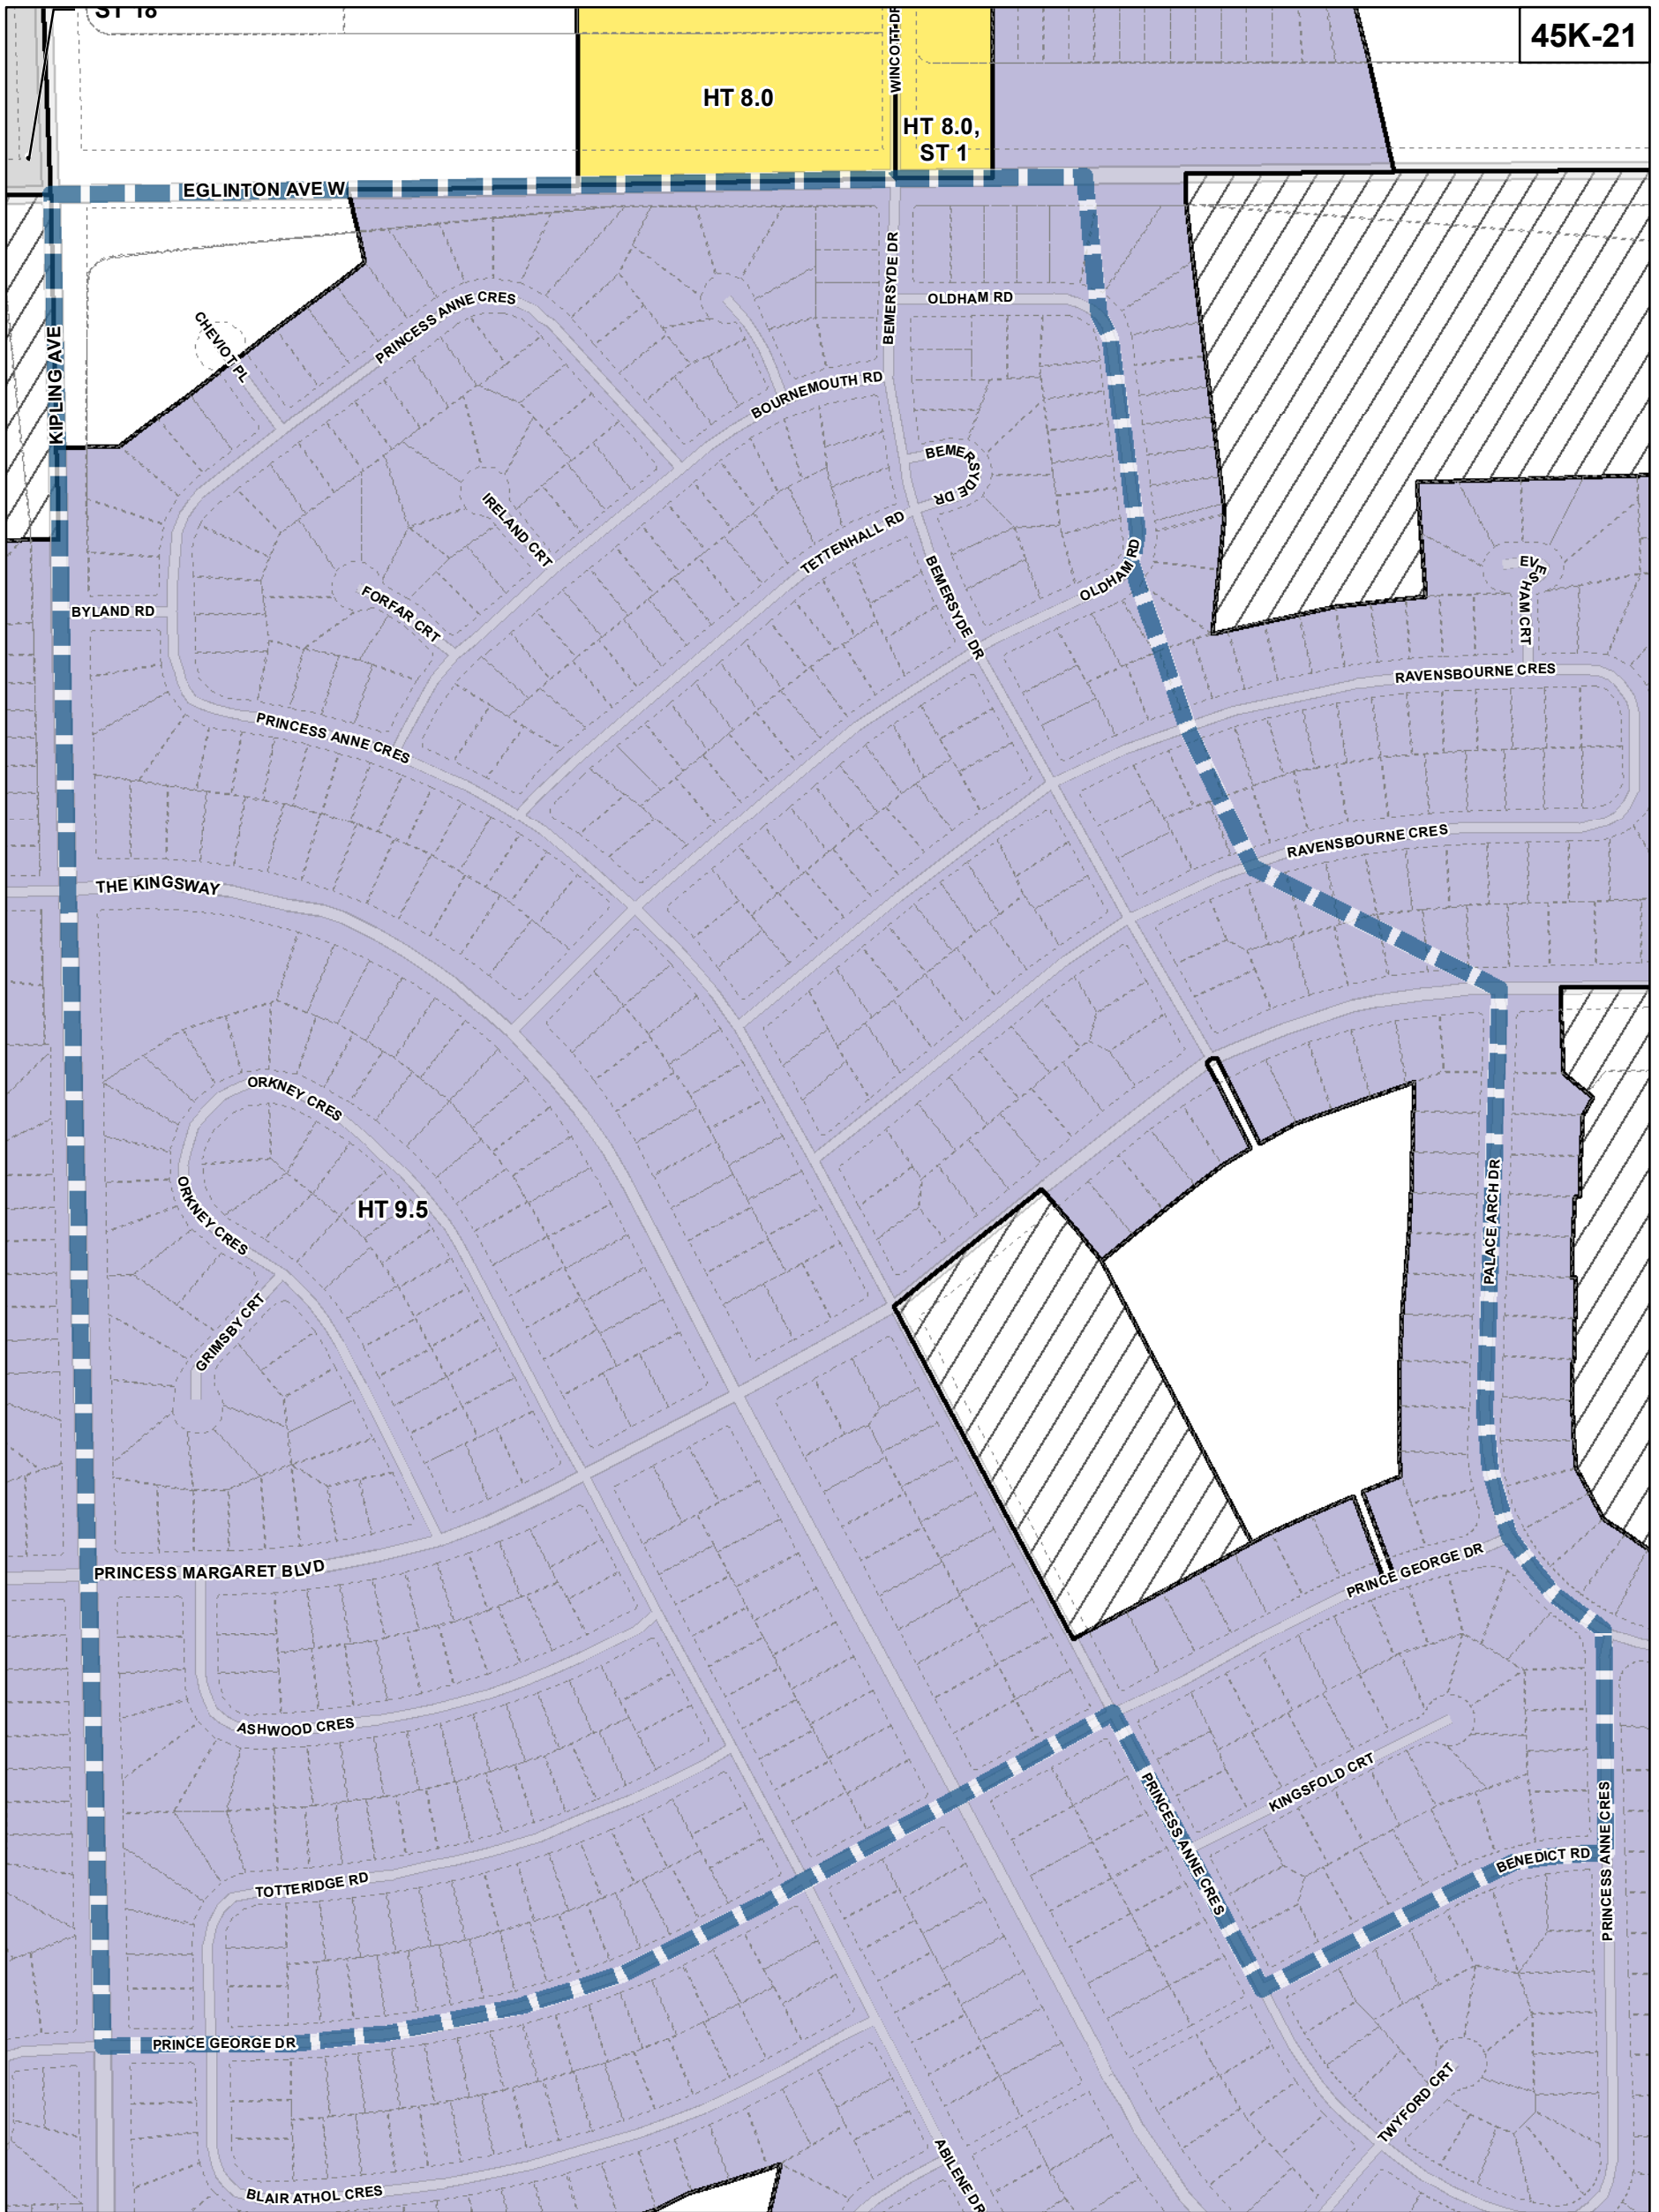 ST 18
45K-21
WINCOTT DR
HT 8.0
HT 8.0,
ST 1
EGLINTON AVE W
KIPLING AVE
BEMERSYDE DR
OLDHAM RD
PRINCESS ANNE CRES
CHEVIOT PL
BOURNEMOUTH RD
BEMERSYDE DR
IRELAND CRT
TETTENHALL RD
BEMERSYDE DR
OLDHAM RD
EVESHAM CRT
FORFAR CRT
BYLAND RD
RAVENSBOURNE CRES
PRINCESS ANNE CRES
RAVENSBOURNE CRES
THE KINGSWAY
ORKNEY CRES
ORKNEY CRES
HT 9.5
PALACE ARCH DR
GRIMSBY CRT
PRINCESS MARGARET BLVD
PRINCE GEORGE DR
ASHWOOD CRES
KINGSFOLD CRT
PRINCESS ANNE CRES
PRINCESS ANNE CRES
BENEDICT RD
TOTTERIDGE RD
PRINCE GEORGE DR
TWYFORD CRT
ABILENE DR
BLAIR ATHOL CRES